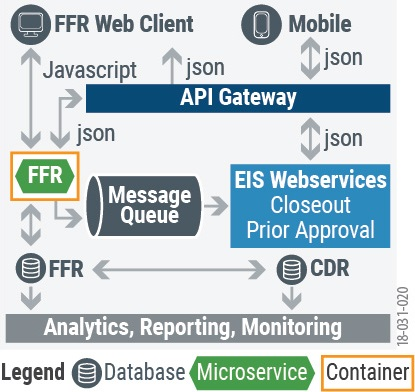 FFR Web Client
Mobile
Javascript
json
json
API Gateway
json
json
FFR
Message
Queue
EIS Webservices
Closeout
Prior Approval
FFR
CDR
Analytics, Reporting, Monitoring
18-031-020
Legend Database Microservice Container